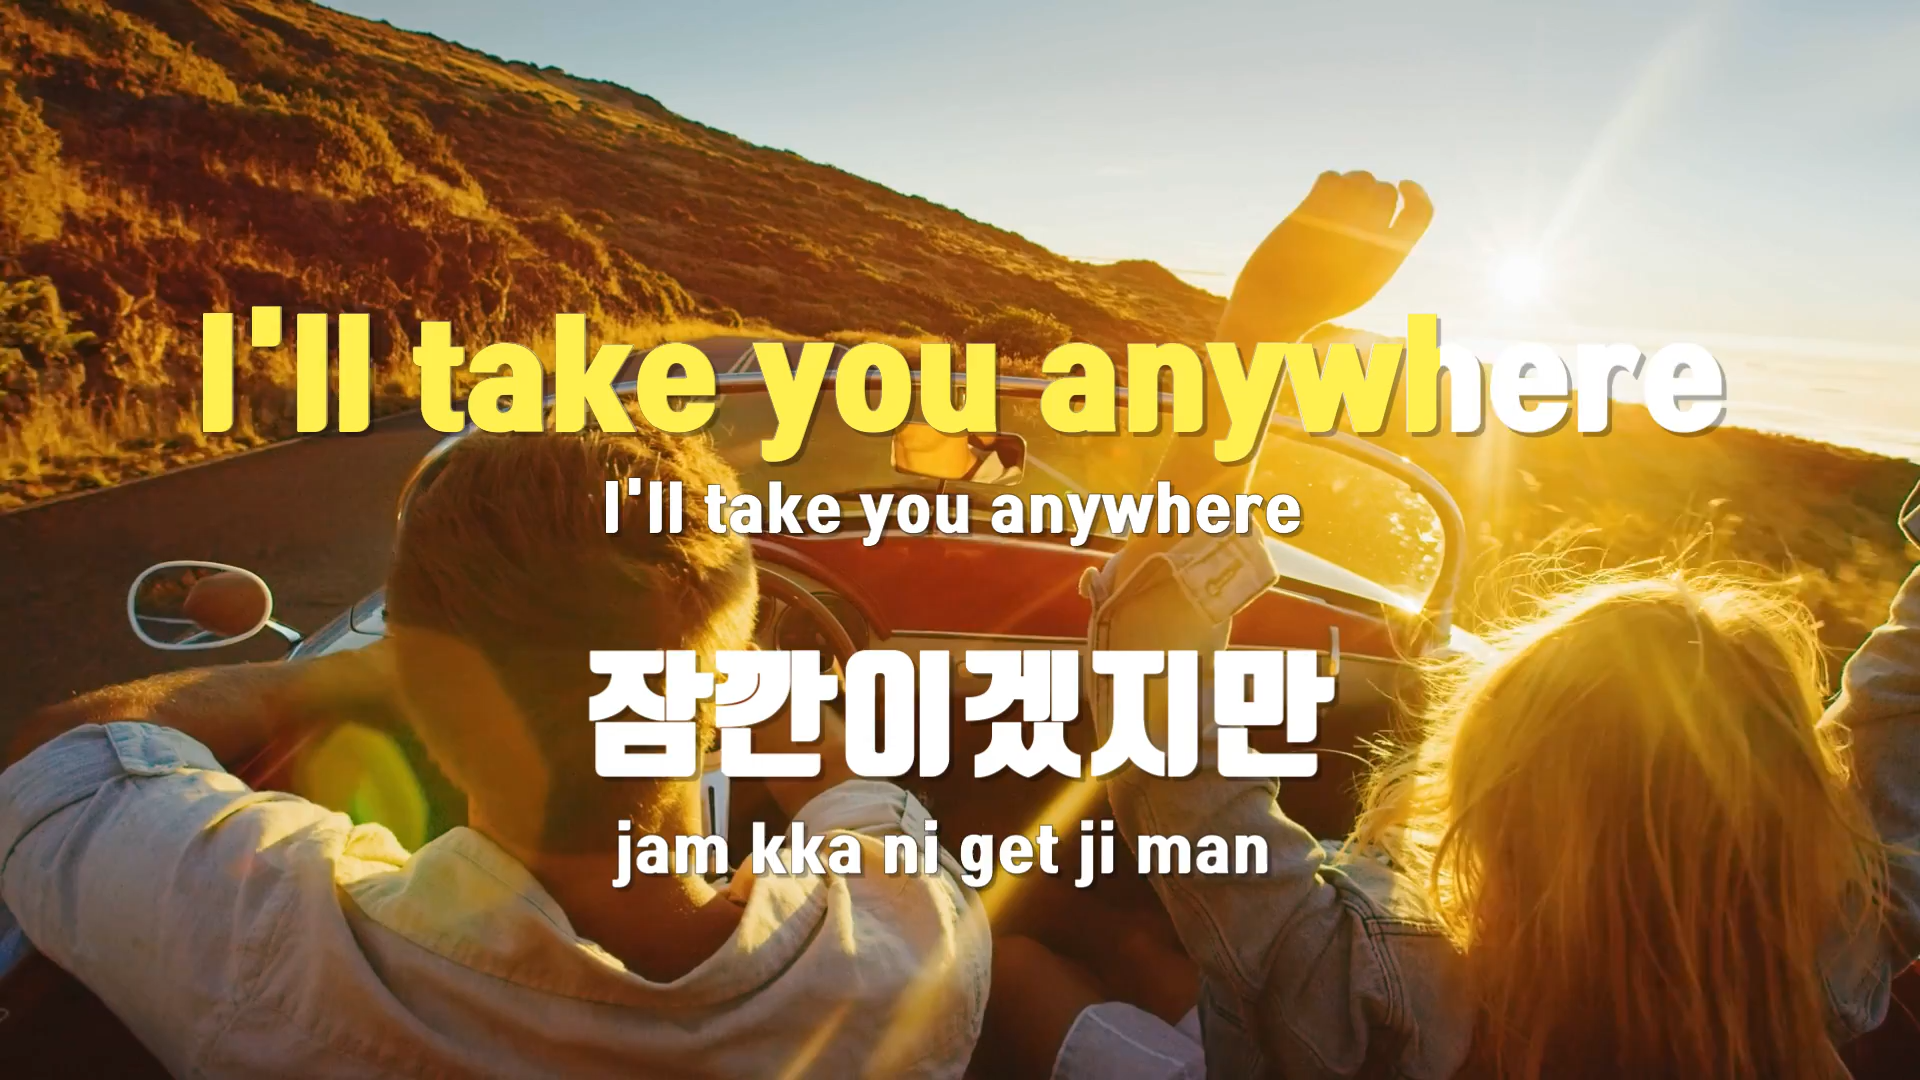 I'll take you anywhere
I'll take you anywhere
잠깐이겠지만
jam kka ni get ji man